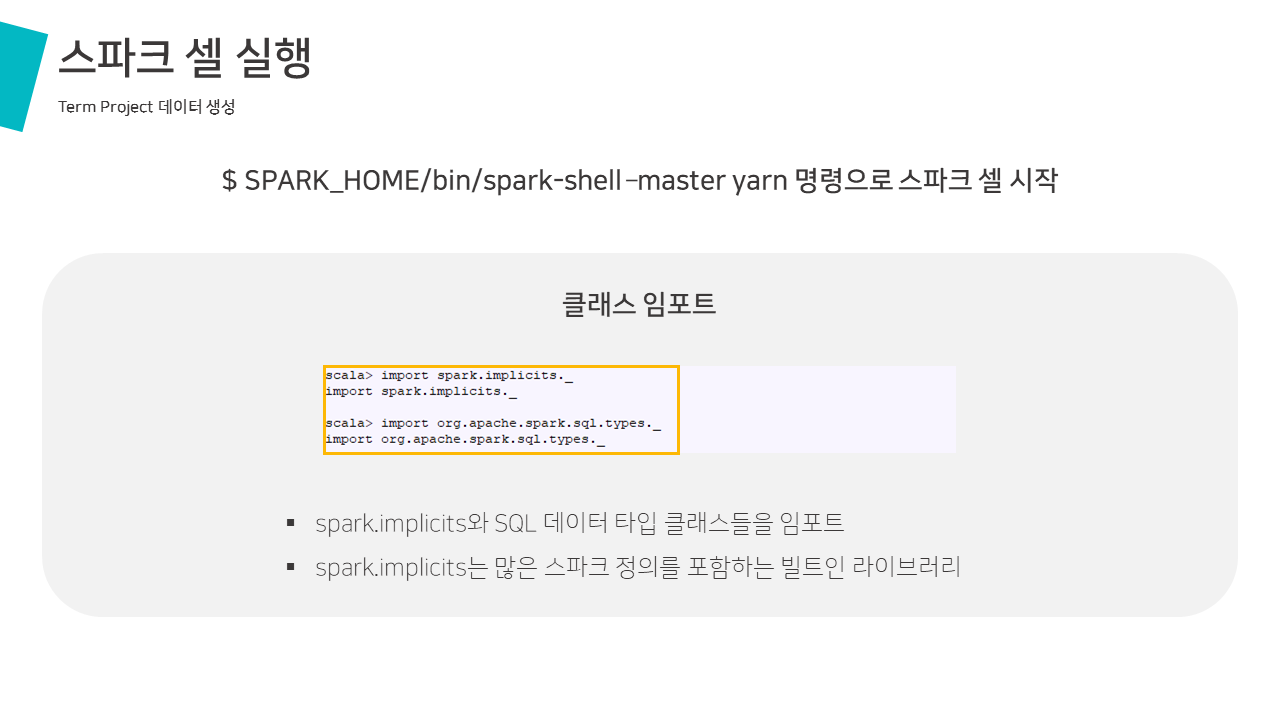 스파크 셸 실행
Term Project 데이터 생성
$ SPARK_HOME/bin/spark-shell –master yarn 명령으로 스파크 셸 시작
클래스 임포트
scala> import spark.implicits._
import spark.implicits._
scala> import org.apache.spark.sql.types._
import org.apache.spark.sql.types._
▪ spark.implicits와 SQL 데이터 타입 클래스들을 임포트
▪ spark.implicits는 많은 스파크 정의를 포함하는 빌트인 라이브러리